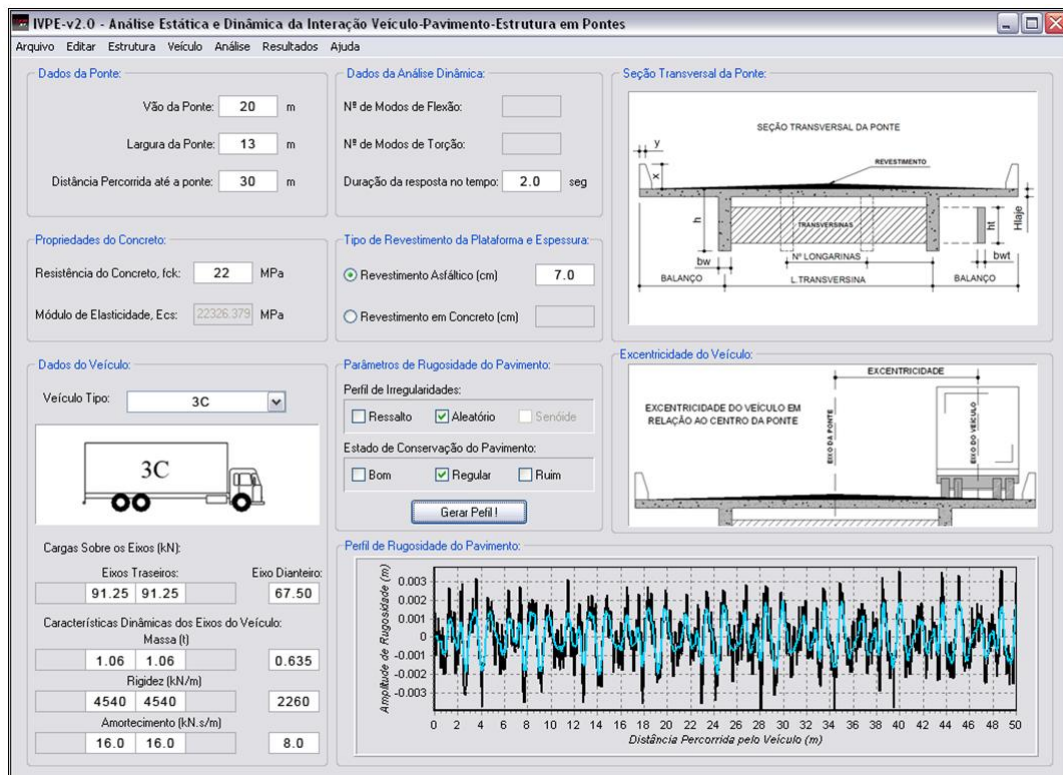 IVPE-v2.0 - Análise Estática e Dinâmica da Interação Veículo-Pavimento-Estrutura em Pontes
Arquivo Editar Estrutura Veículo Análise Resultados Ajuda
Dados da Ponte:
Vão da Ponte: 20 m
Largura da Ponte: 13 m
Distância Percorrida até a ponte: 30 m
Dados da Análise Dinâmica:
Nº de Modos de Flexão:
Nº de Modos de Torção:
Duração da resposta no tempo: 2.0 seg
Seção Transversal da Ponte:
SEÇÃO TRANSVERSAL DA PONTE
y
x
REVESTIMENTO
h
TRANSVERSINAS
ht
Hlaje
bw
Nº LONGARINAS
bwt
BALANÇO
L.TRANSVERSINA
BALANÇO
Propriedades do Concreto:
Resistência do Concreto, fck: 22 MPa
Módulo de Elasticidade, Ecs: 22326.379 MPa
Tipo de Revestimento da Plataforma e Espessura:
Revestimento Asfáltico (cm) 7.0
Revestimento em Concreto (cm)
Dados do Veículo:
Veículo Tipo: 3C
3C
Cargas Sobre os Eixos (kN):
Eixos Traseiros: Eixo Dianteiro:
91.25 91.25 67.50
Características Dinâmicas dos Eixos do Veículo:
Massa (t)
1.06 1.06 0.635
Rigidez (kN/m)
4540 4540 2260
Amortecimento (kN.s/m)
16.0 16.0 8.0
Parâmetros de Rugosidade do Pavimento:
Perfil de Irregularidades:
Ressalto Aleatório Senóide
Estado de Conservação do Pavimento:
Bom Regular Ruim
Gerar Pefil !
Excentricidade do Veículo:
EXCENTRICIDADE
EXCENTRICIDADE DO VEÍCULO EM
RELAÇÃO AO CENTRO DA PONTE
EIXO DA PONTE
EIXO DO VEÍCULO
Perfil de Rugosidade do Pavimento:
Amplitude de Rugosidade (m)
0.003
0.002
0.001
0
-0.001
-0.002
-0.003
0 2 4 6 8 10 12 14 16 18 20 22 24 26 28 30 32 34 36 38 40 42 44 46 48 50
Distância Percorrida pelo Veículo (m)